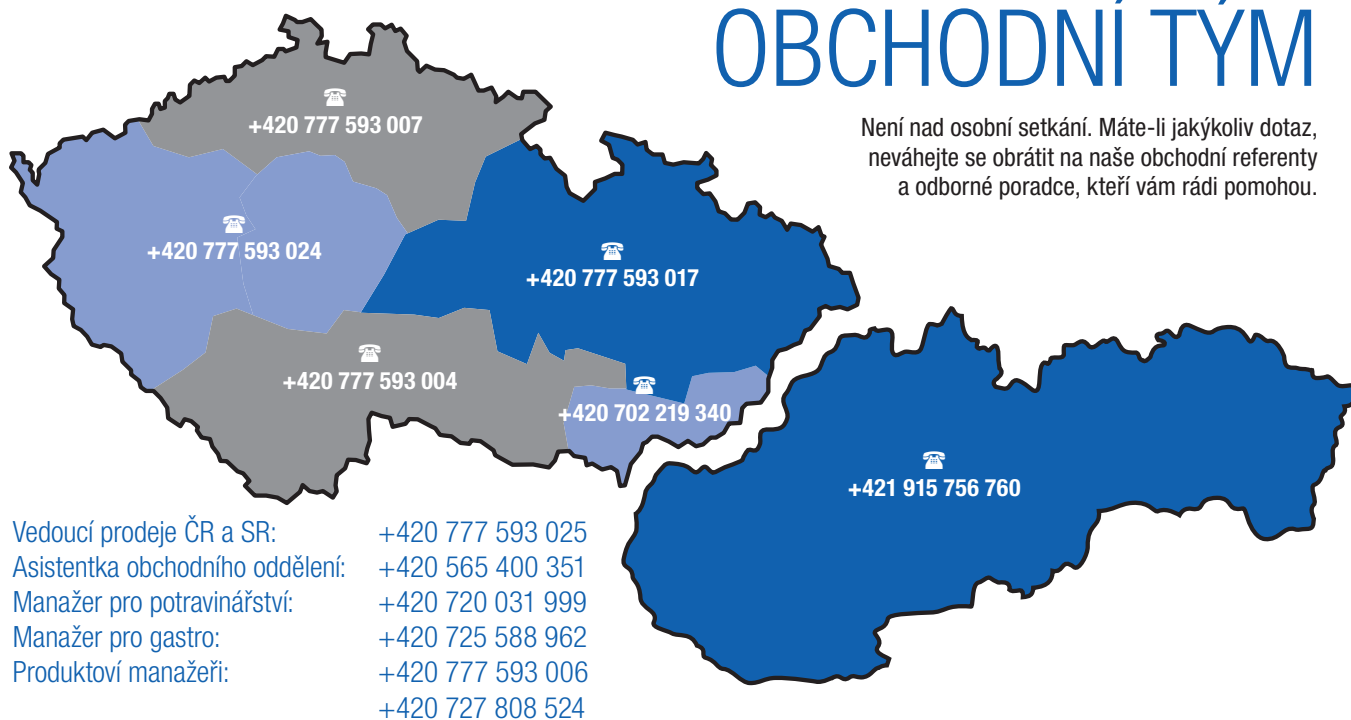 OBCHODNÍ TÝM
Není nad osobní setkání. Máte-li jakýkoliv dotaz,
neváhejte se obrátit na naše obchodní referenty
a odborné poradce, kteří vám rádi pomohou.
+420 777 593 007
+420 777 593 024
+420 777 593 017
+420 777 593 004
+420 702 219 340
+421 915 756 760
Vedoucí prodeje ČR a SR: +420 777 593 025
Asistentka obchodního oddělení: +420 565 400 351
Manažer pro potravinářství: +420 720 031 999
Manažer pro gastro: +420 725 588 962
Produktoví manažeři: +420 777 593 006
+420 727 808 524